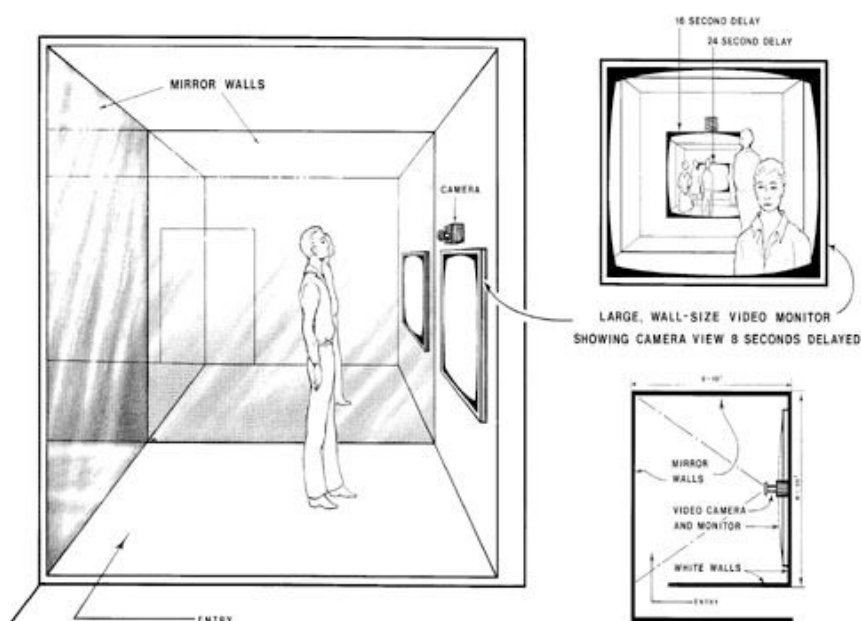 MIRROR WALLS
CAMERA
ENTRY
16 SECOND DELAY
24 SECOND DELAY
LARGE, WALL-SIZE VIDEO MONITOR
SHOWING CAMERA VIEW 8 SECONDS DELAYED
MIRROR
WALLS
VIDEO CAMERA
AND MONITOR
WHITE WALLS
ENTRY